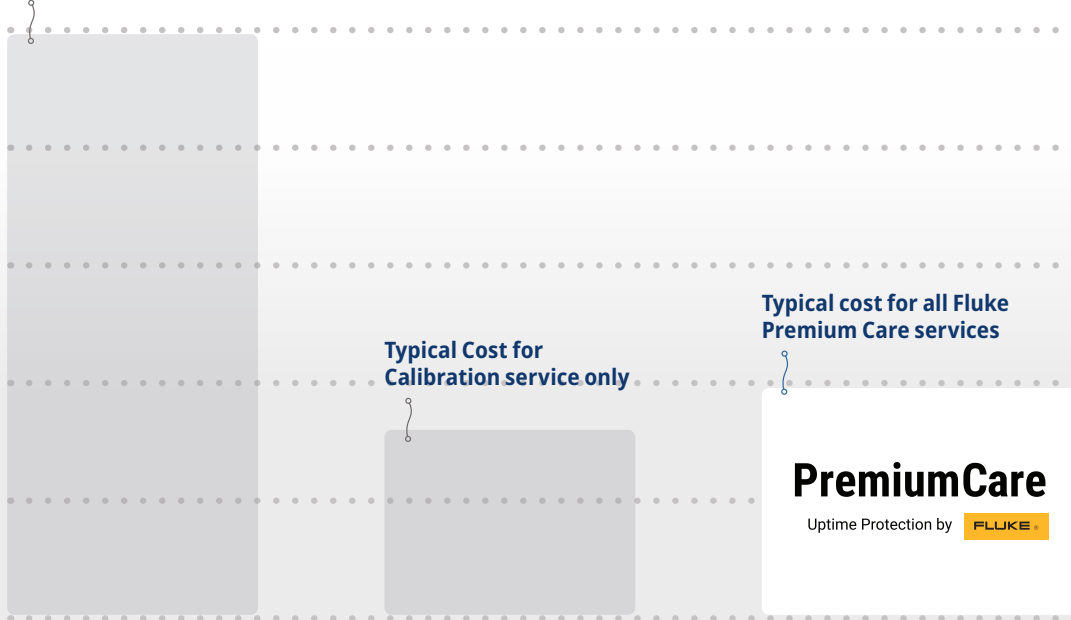 Typical cost for all Fluke
Premium Care services
Typical Cost for
Calibration service only
PremiumCare
Uptime Protection by FLUKE®